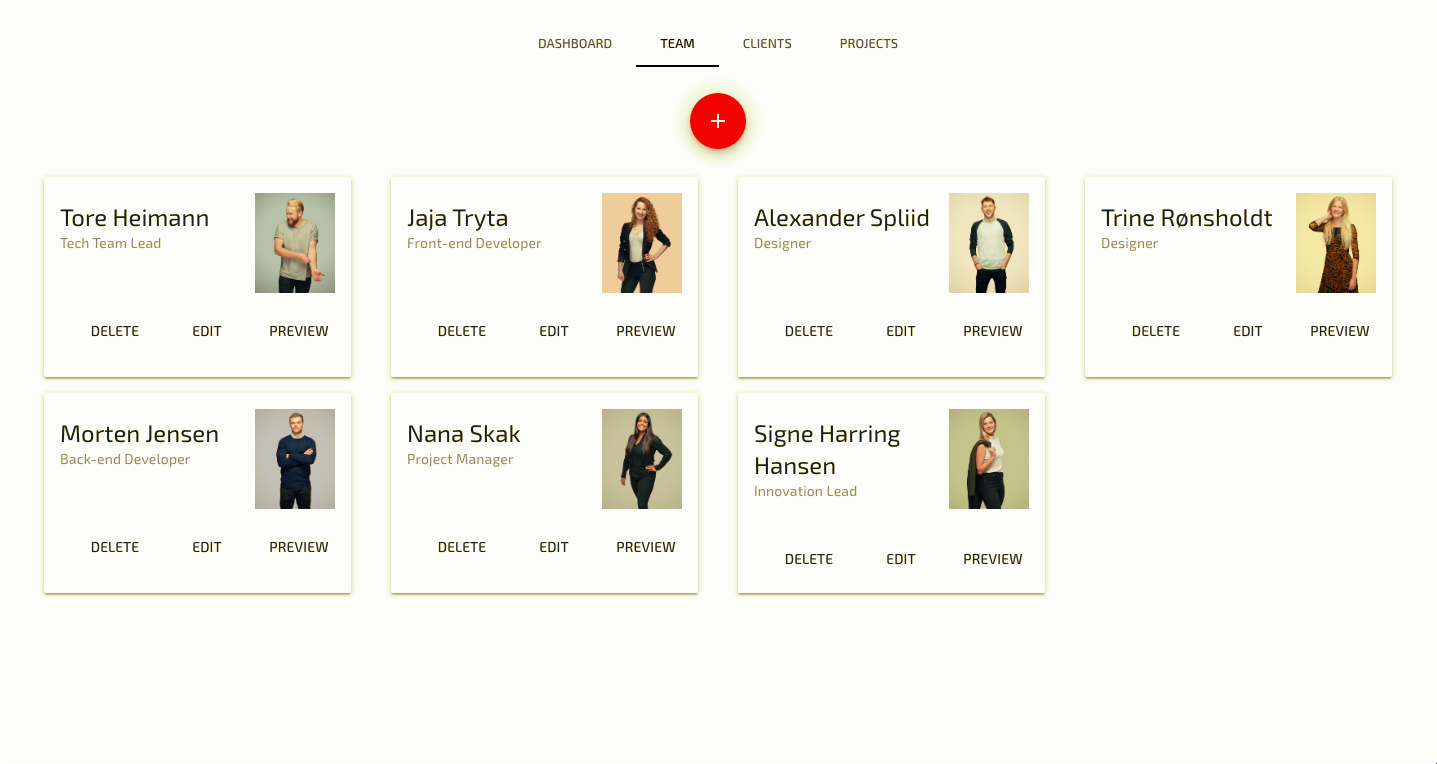 DASHBOARD TEAM CLIENTS PROJECTS
+
Tore Heimann
Tech Team Lead
DELETE EDIT PREVIEW
Jaja Tryta
Front-end Developer
DELETE EDIT PREVIEW
Alexander Spliid
Designer
DELETE EDIT PREVIEW
Trine Rønsholdt
Designer
DELETE EDIT PREVIEW
Morten Jensen
Back-end Developer
DELETE EDIT PREVIEW
Nana Skak
Project Manager
DELETE EDIT PREVIEW
Signe Harring
Hansen
Innovation Lead
DELETE EDIT PREVIEW